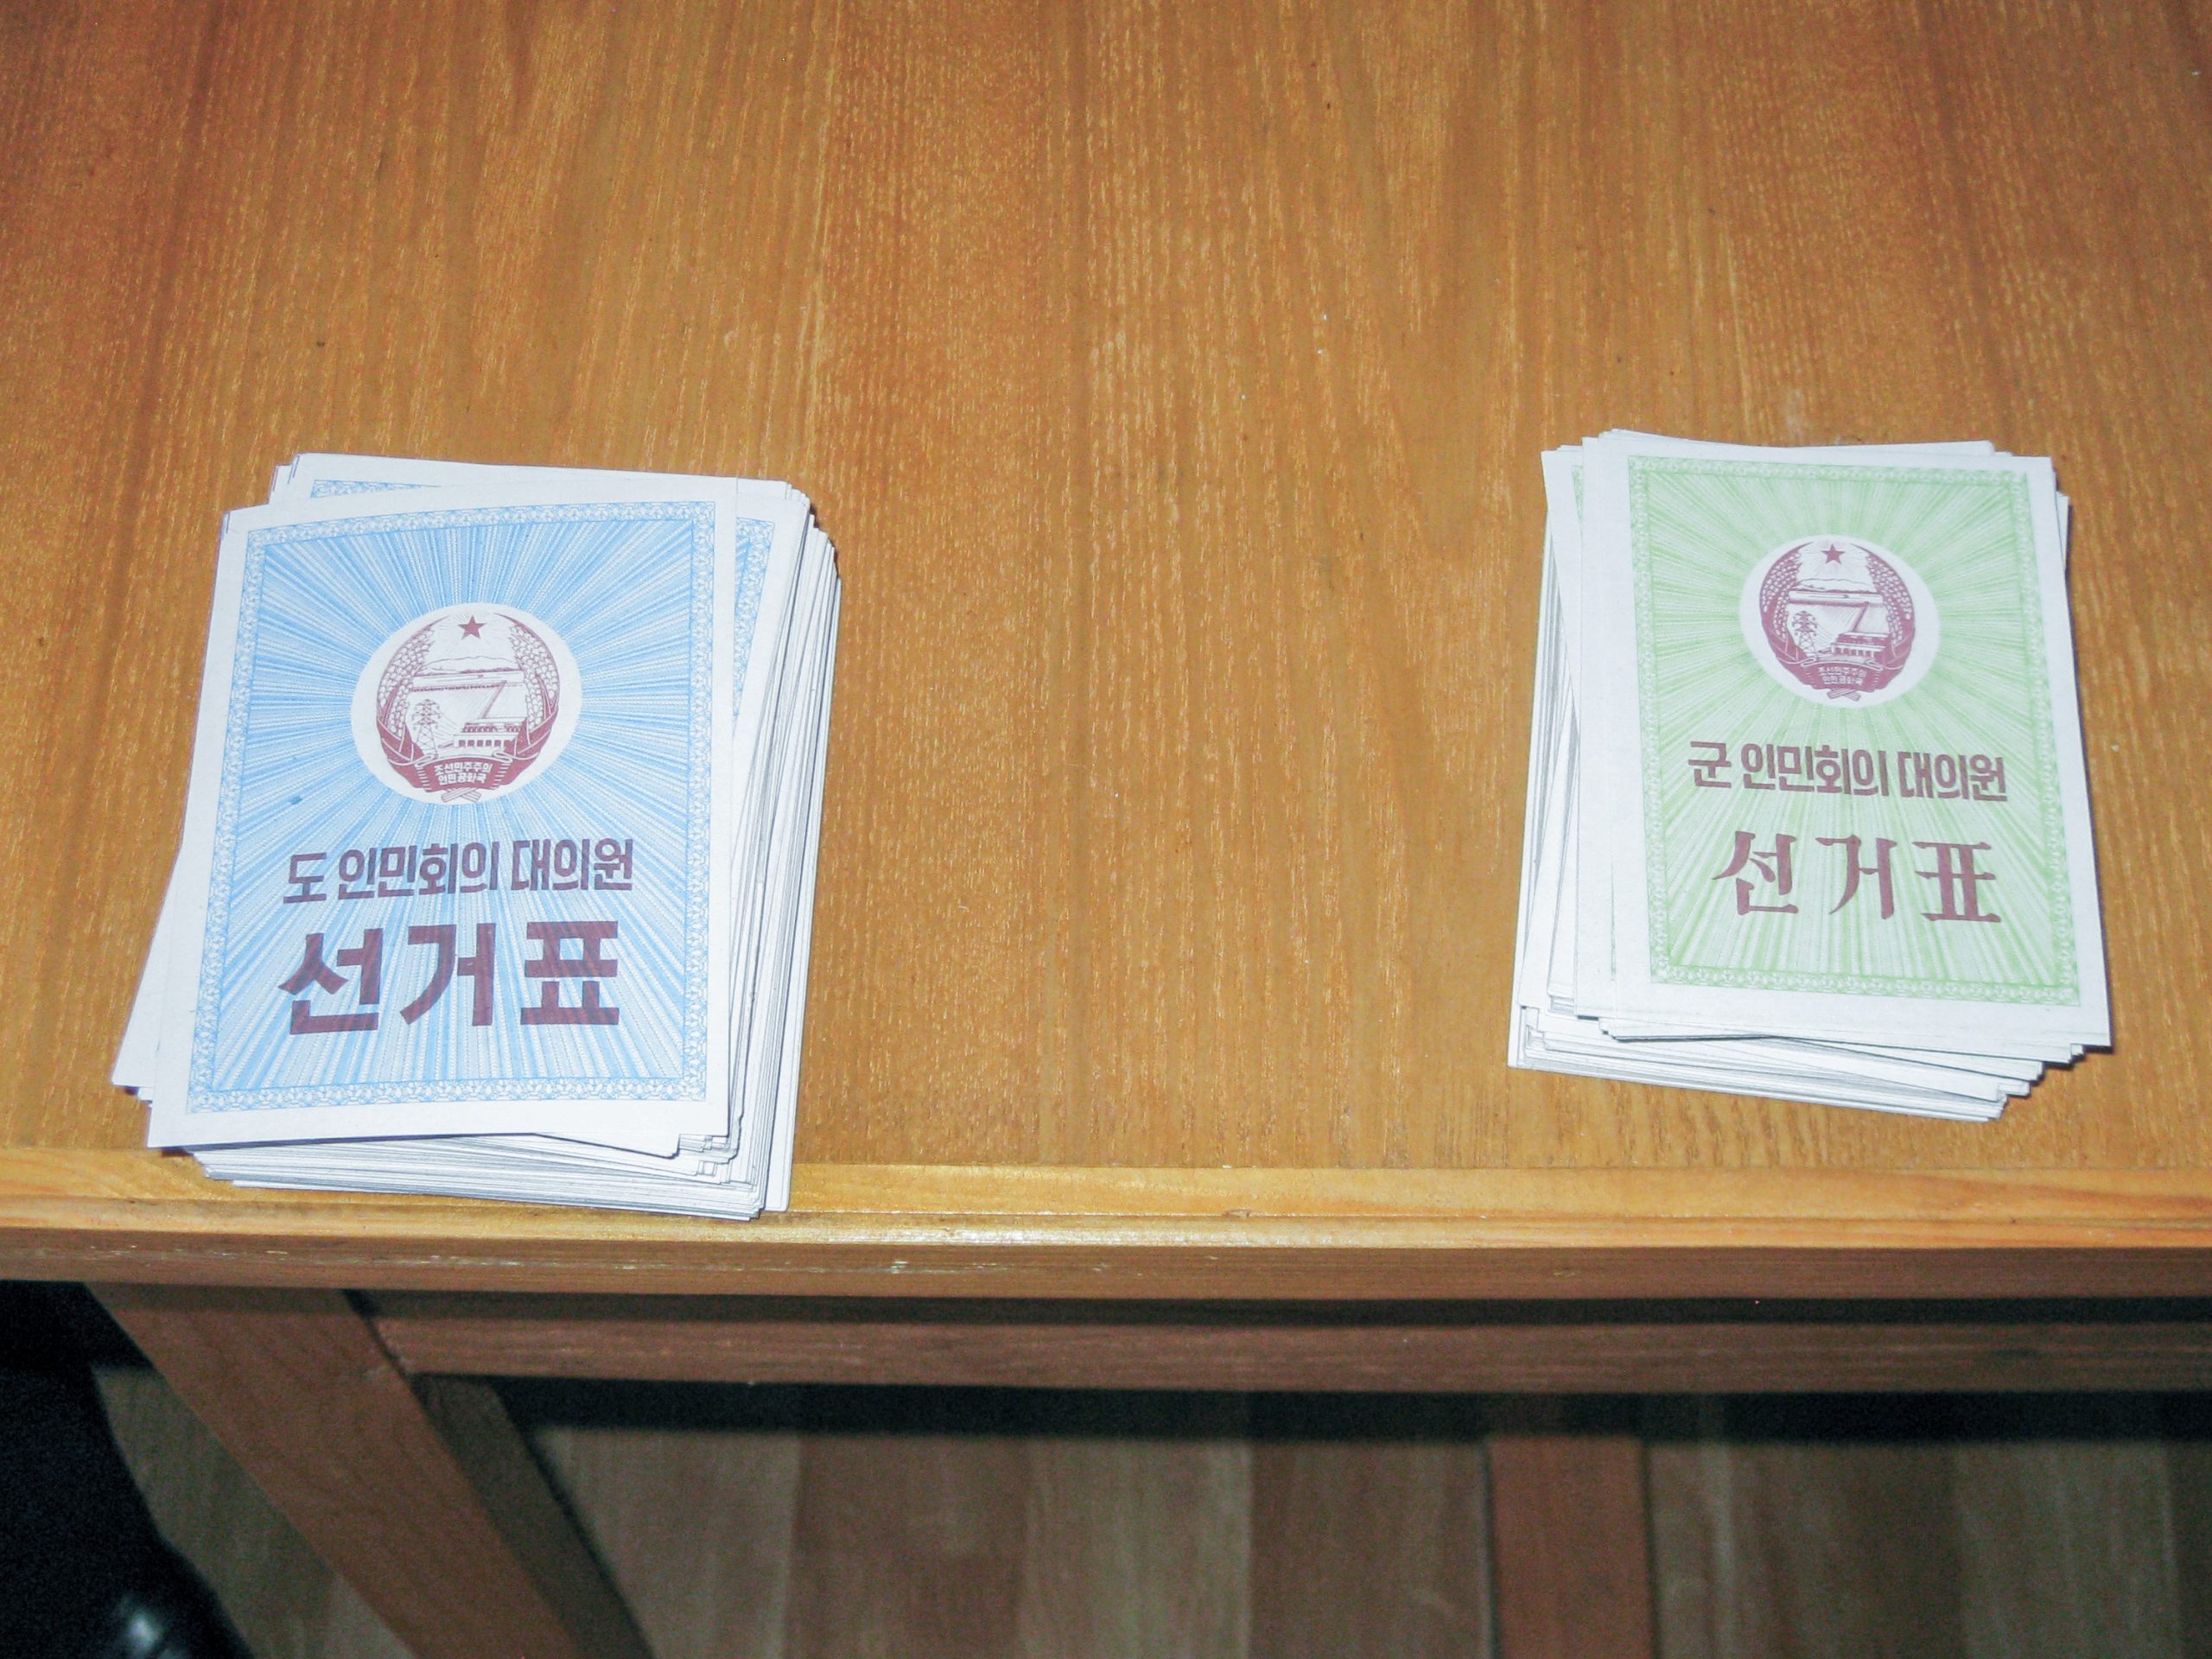 조선민주주의
인민공화국
도 인민회의 대의원
선거표
조선민주주의
인민공화국
군 인민회의 대의원
선거표